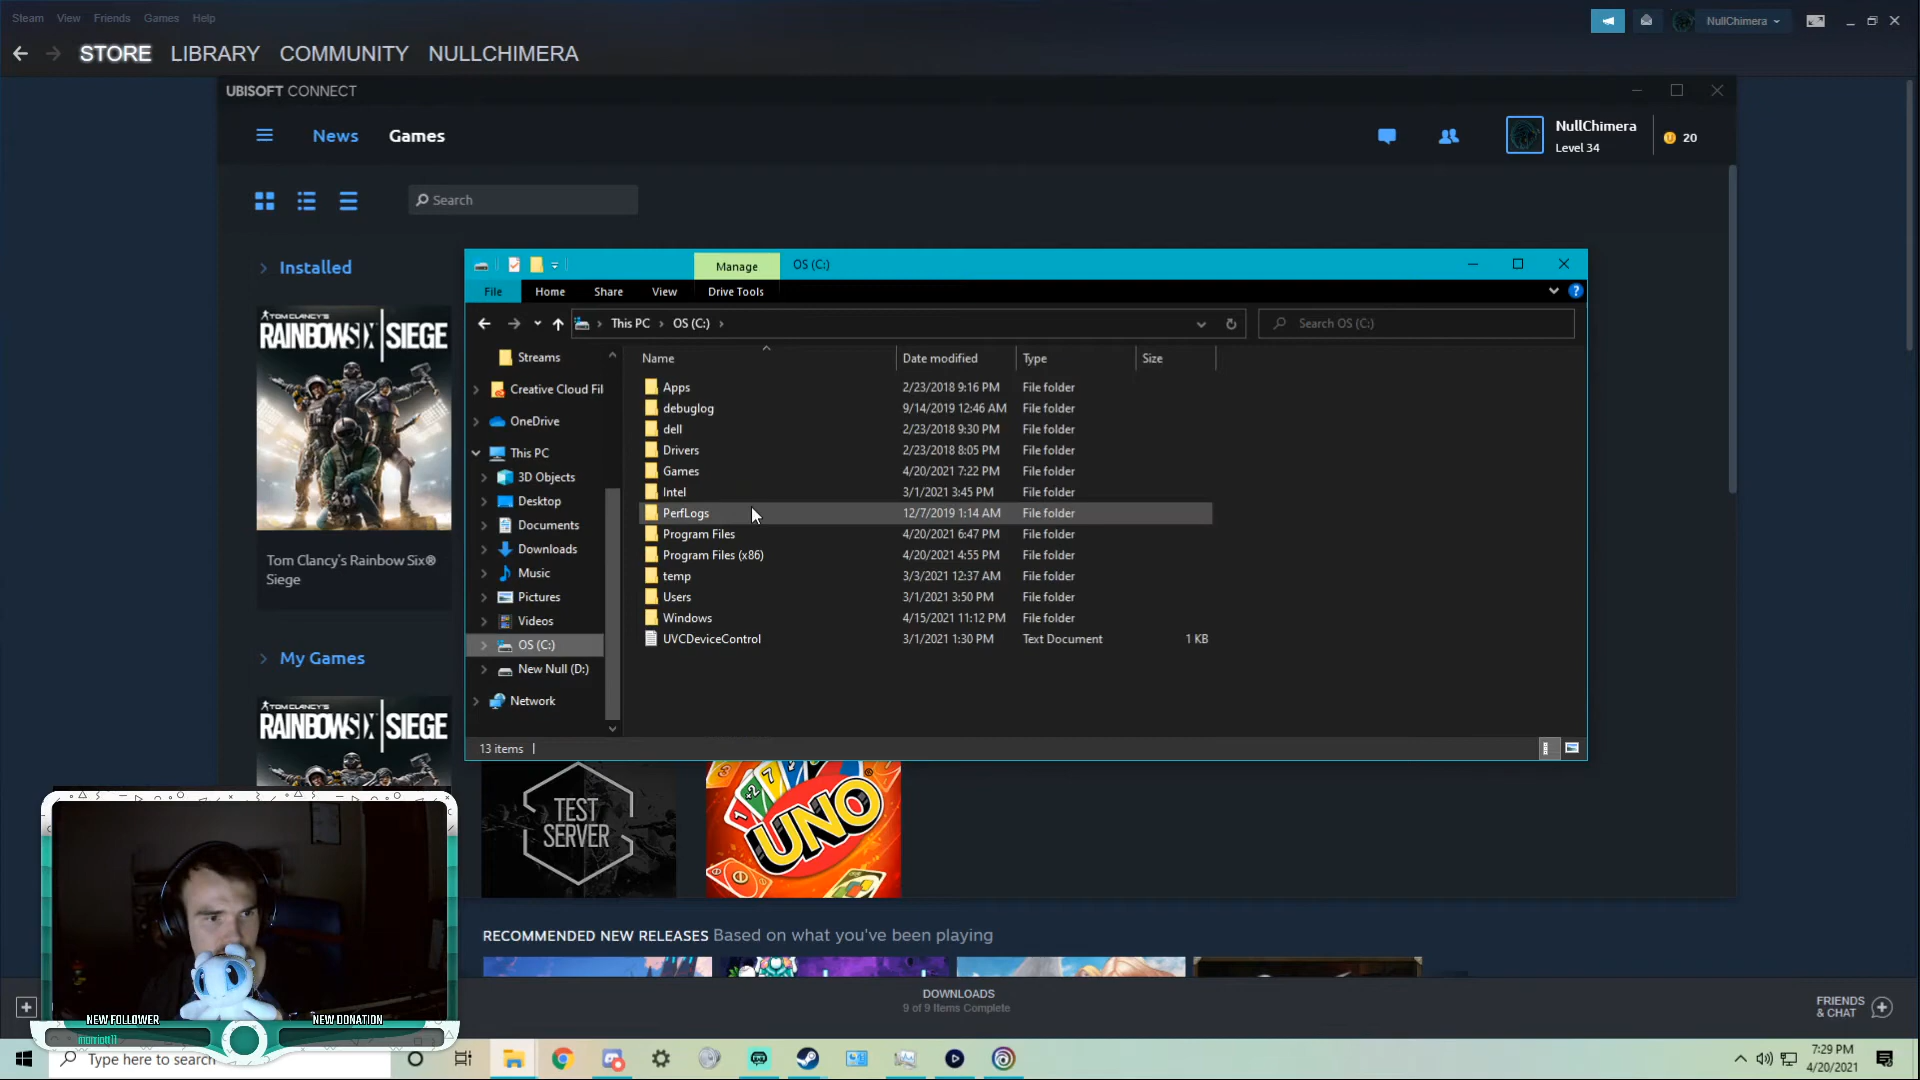 Steam View Friends Games Help
NullChimera
STORE LIBRARY COMMUNITY NULLCHIMERA
UBISOFT CONNECT
News Games
NullChimera
Level 34
20
Search
Installed
TOM CLANCY'S
RAINBOW SIX | SIEGE
Tom Clancy's Rainbow Six®
Siege
My Games
TOM CLANCY'S
RAINBOW SIX | SIEGE
Manage OS (C:)
File Home Share View Drive Tools
This PC OS (C:)
Search OS (C:)
Streams
Creative Cloud Fil
OneDrive
This PC
3D Objects
Desktop
Documents
Downloads
Music
Pictures
Videos
OS (C:)
New Null (D:)
Network
Name Date modified Type Size
Apps 2/23/2018 9:16 PM File folder
debuglog 9/14/2019 12:46 AM File folder
dell 2/23/2018 9:30 PM File folder
Drivers 2/23/2018 8:05 PM File folder
Games 4/20/2021 7:22 PM File folder
Intel 3/1/2021 3:45 PM File folder
PerfLogs 12/7/2019 1:14 AM File folder
Program Files 4/20/2021 6:47 PM File folder
Program Files (x86) 4/20/2021 4:55 PM File folder
temp 3/3/2021 12:37 AM File folder
Users 3/1/2021 3:50 PM File folder
Windows 4/15/2021 11:12 PM File folder
UVCDeviceControl 3/1/2021 1:30 PM Text Document 1 KB
13 items
TEST
SERVER
UNO
RECOMMENDED NEW RELEASES Based on what you've been playing
DOWNLOADS
9 of 9 Items Complete
FRIENDS
& CHAT
NEW FOLLOWER NEW DONATION
Type here to search
7:29 PM
4/20/2021